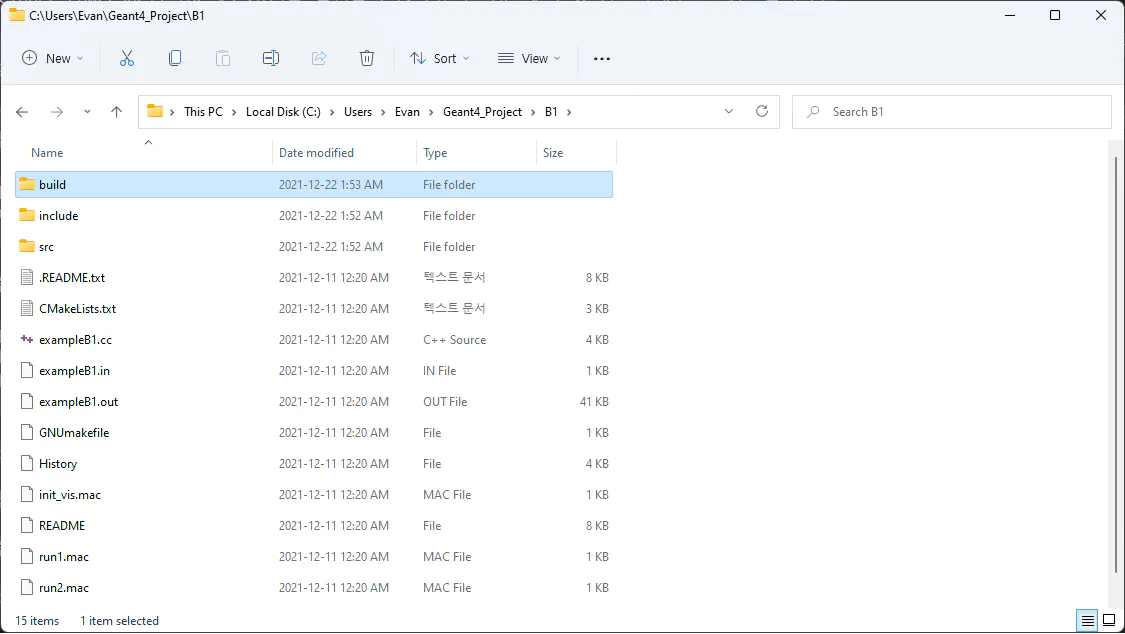 C:\Users\Evan\Geant4_Project\B1
New Sort View
This PC Local Disk (C:) Users Evan Geant4_Project B1 Search B1
Name Date modified Type Size
build 2021-12-22 1:53 AM File folder
include 2021-12-22 1:52 AM File folder
src 2021-12-22 1:52 AM File folder
.README.txt 2021-12-11 12:20 AM 텍스트 문서 8 KB
CMakeLists.txt 2021-12-11 12:20 AM 텍스트 문서 3 KB
exampleB1.cc 2021-12-11 12:20 AM C++ Source 4 KB
exampleB1.in 2021-12-11 12:20 AM IN File 1 KB
exampleB1.out 2021-12-11 12:20 AM OUT File 41 KB
GNUmakefile 2021-12-11 12:20 AM File 1 KB
History 2021-12-11 12:20 AM File 4 KB
init_vis.mac 2021-12-11 12:20 AM MAC File 1 KB
README 2021-12-11 12:20 AM File 8 KB
run1.mac 2021-12-11 12:20 AM MAC File 1 KB
run2.mac 2021-12-11 12:20 AM MAC File 1 KB
15 items 1 item selected